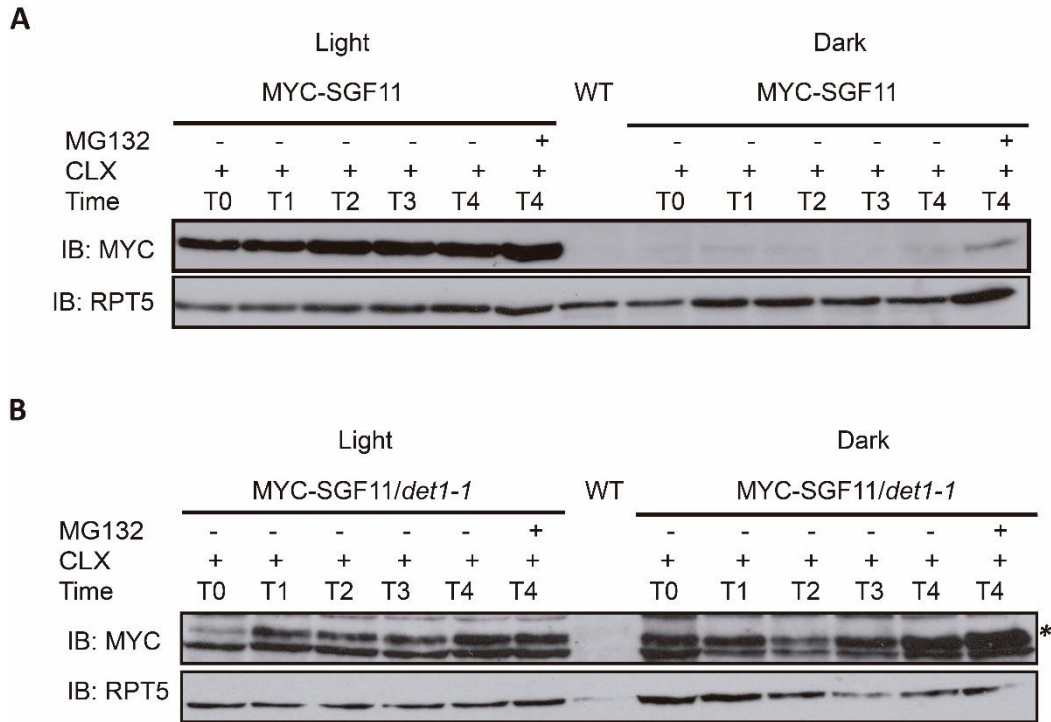 A
Light Dark
MYC-SGF11 WT MYC-SGF11
MG132 - - - - - + - - - - - +
CLX + + + + + + + + + + + +
Time T0 T1 T2 T3 T4 T4 T0 T1 T2 T3 T4 T4
IB: MYC
IB: RPT5
B
Light Dark
MYC-SGF11/det1-1 WT MYC-SGF11/det1-1
MG132 - - - - - + - - - - - +
CLX + + + + + + + + + + + +
Time T0 T1 T2 T3 T4 T4 T0 T1 T2 T3 T4 T4
IB: MYC *
IB: RPT5